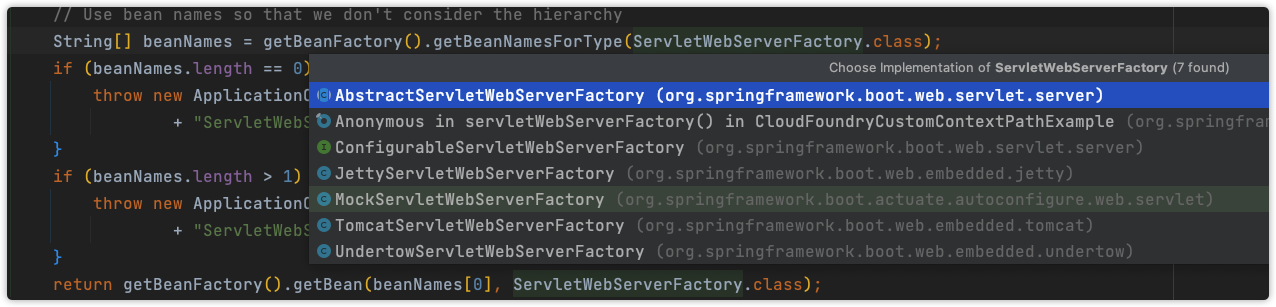 // Use bean names so that we don't consider the hierarchy
String[] beanNames = getBeanFactory().getBeanNamesForType(ServletWebServerFactory.class);
if (beanNames.length == 0)
Choose Implementation of ServletWebServerFactory (7 found)
throw new ApplicationC
AbstractServletWebServerFactory (org.springframework.boot.web.servlet.server)
+ "ServletWebS
Anonymous in servletWebServerFactory() in CloudFoundryCustomContextPathExample (org.springfram
}
ConfigurableServletWebServerFactory (org.springframework.boot.web.servlet.server)
if (beanNames.length > 1)
JettyServletWebServerFactory (org.springframework.boot.web.embedded.jetty)
throw new ApplicationC
MockServletWebServerFactory (org.springframework.boot.actuate.autoconfigure.web.servlet)
+ "ServletWebS
TomcatServletWebServerFactory (org.springframework.boot.web.embedded.tomcat)
}
UndertowServletWebServerFactory (org.springframework.boot.web.embedded.undertow)
return getBeanFactory().getBean(beanNames[0], ServletWebServerFactory.class);